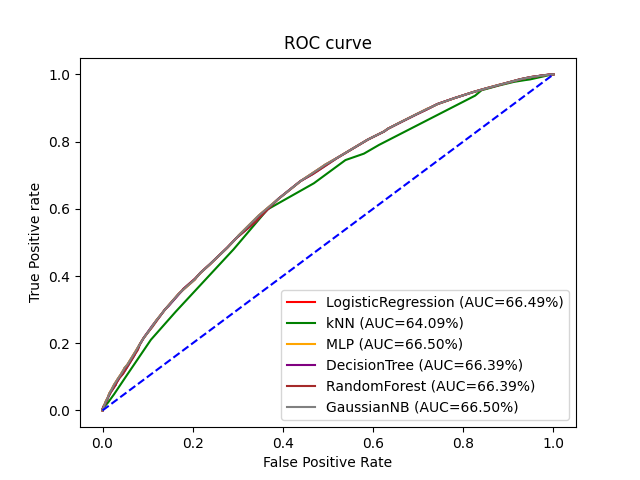 ROC curve
True Positive rate
1.0
0.8
0.6
0.4
0.2
0.0
LogisticRegression (AUC=66.49%)
kNN (AUC=64.09%)
MLP (AUC=66.50%)
DecisionTree (AUC=66.39%)
RandomForest (AUC=66.39%)
GaussianNB (AUC=66.50%)
0.0 0.2 0.4 0.6 0.8 1.0
False Positive Rate